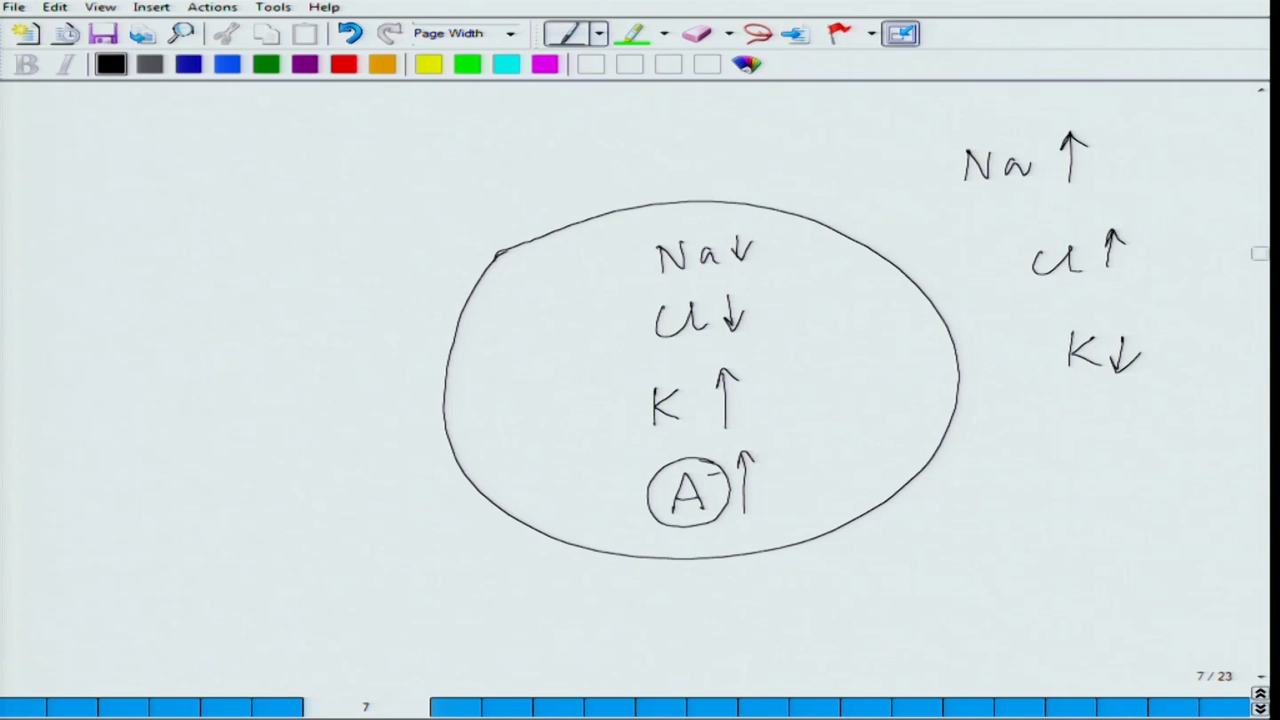 File Edit View Insert Actions Tools Help
Page Width
B I
Na ↑
Na ↓
Cl ↑
Cl ↓
K ↓
K ↑
A⁻ ↑
7 / 23
7